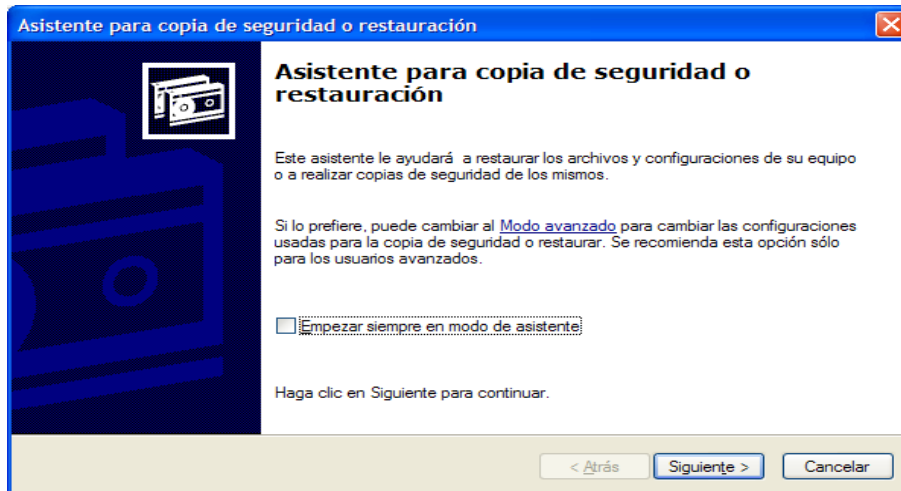 Asistente para copia de seguridad o restauración
Asistente para copia de seguridad o
restauración
Este asistente le ayudará a restaurar los archivos y configuraciones de su equipo
o a realizar copias de seguridad de los mismos.
Si lo prefiere, puede cambiar al Modo avanzado para cambiar las configuraciones
usadas para la copia de seguridad o restaurar. Se recomienda esta opción sólo
para los usuarios avanzados.
Empezar siempre en modo de asistente
Haga clic en Siguiente para continuar.
< Atrás Siguiente > Cancelar